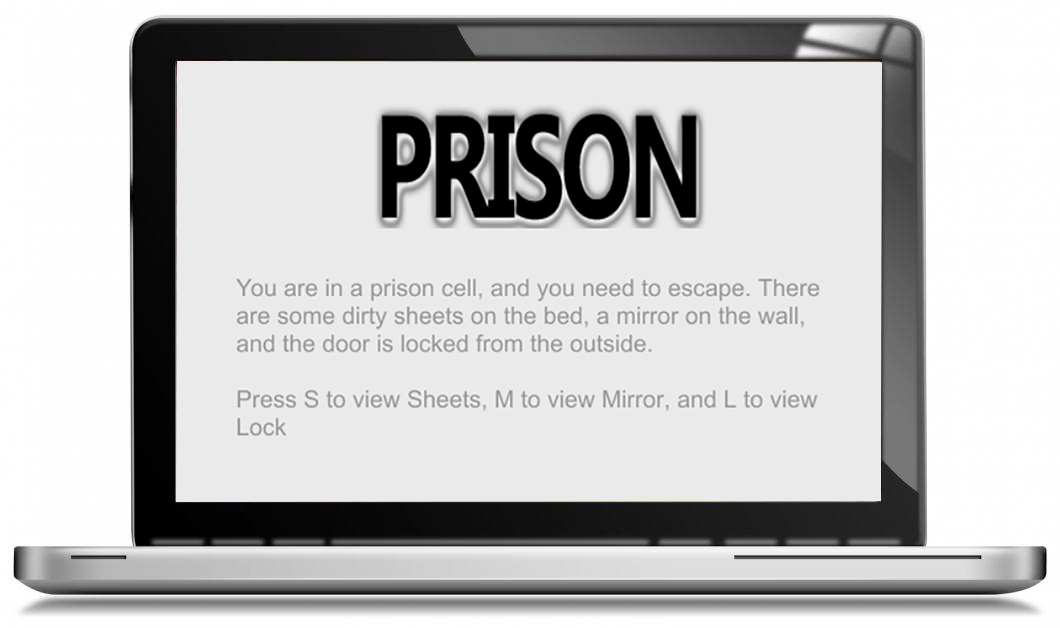 PRISON
You are in a prison cell, and you need to escape. There
are some dirty sheets on the bed, a mirror on the wall,
and the door is locked from the outside.
Press S to view Sheets, M to view Mirror, and L to view
Lock